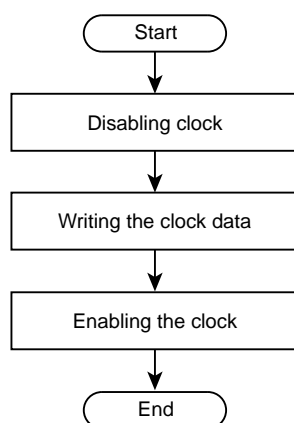 Start
Disabling clock
Writing the clock data
Enabling the clock
End